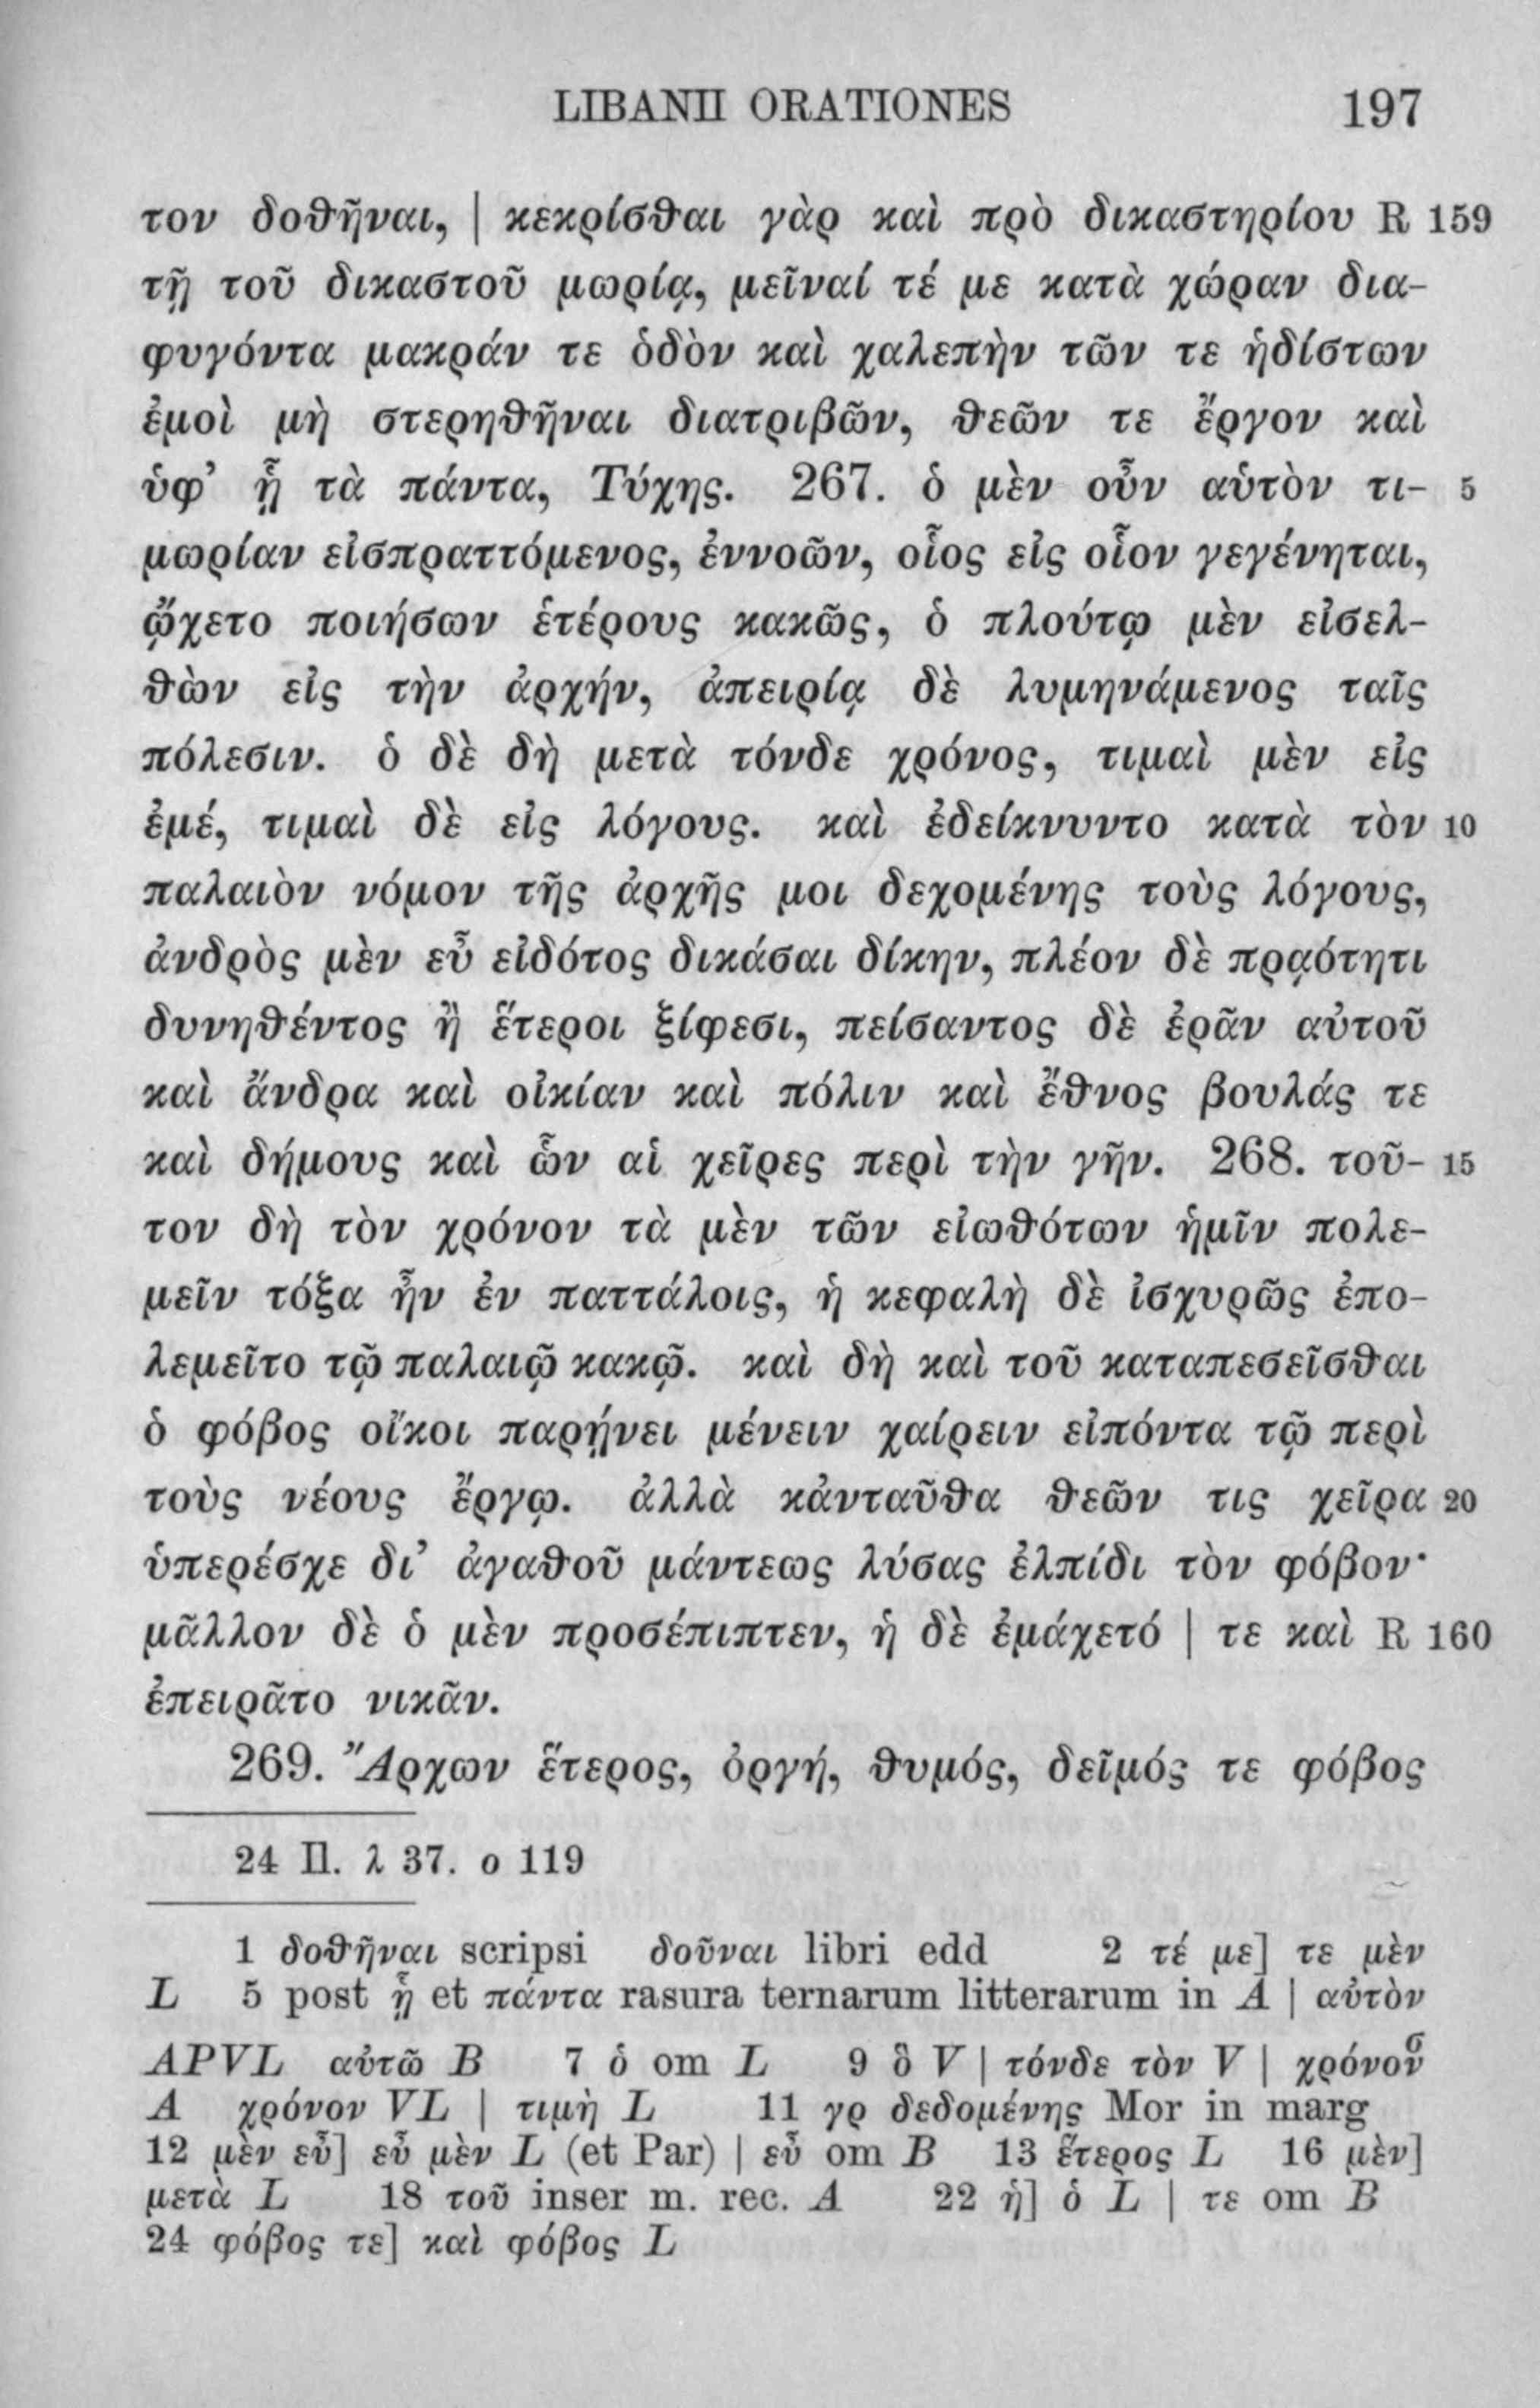 LIBANII ORATIONES 197
τον δοθῆναι, | κεκρίσθαι γὰρ καὶ πρὸ δικαστηρίου R 159
τῇ τοῦ δικαστοῦ μωρίᾳ, μεῖναί τέ με κατὰ χώραν δια-
φυγόντα μακράν τε ὁδὸν καὶ χαλεπὴν τῶν τε ἡδίστων
ἐμοὶ μὴ στερηθῆναι διατριβῶν, θεῶν τε ἔργον καὶ
ὑφ’ ᾗ τὰ πάντα, Τύχης. 267. ὁ μὲν οὖν αὑτὸν τι- 5
μωρίαν εἰσπραττόμενος, ἐννοῶν, οἷος εἰς οἷον γεγένηται,
ᾤχετο ποιήσων ἑτέρους κακῶς, ὁ πλούτῳ μὲν εἰσελ-
θὼν εἰς τὴν ἀρχήν, ἀπειρίᾳ δὲ λυμηνάμενος ταῖς
πόλεσιν. ὁ δὲ δὴ μετὰ τόνδε χρόνος, τιμαὶ μὲν εἰς
ἐμέ, τιμαὶ δὲ εἰς λόγους. καὶ ἐδείκνυντο κατὰ τὸν 10
παλαιὸν νόμον τῆς ἀρχῆς μοι δεχομένης τοὺς λόγους,
ἀνδρὸς μὲν εὖ εἰδότος δικάσαι δίκην, πλέον δὲ πρᾳότητι
δυνηθέντος ἢ ἕτεροι ξίφεσι, πείσαντος δὲ ἐρᾶν αὐτοῦ
καὶ ἄνδρα καὶ οἰκίαν καὶ πόλιν καὶ ἔθνος βουλάς τε
καὶ δήμους καὶ ὧν αἱ χεῖρες περὶ τὴν γῆν. 268. τοῦ- 15
τον δὴ τὸν χρόνον τὰ μὲν τῶν εἰωθότων ἡμῖν πολε-
μεῖν τόξα ἦν ἐν παττάλοις, ἡ κεφαλὴ δὲ ἰσχυρῶς ἐπο-
λεμεῖτο τῷ παλαιῷ κακῷ. καὶ δὴ καὶ τοῦ καταπεσεῖσθαι
ὁ φόβος οἴκοι παρῄνει μένειν χαίρειν εἰπόντα τῷ περὶ
τοὺς νέους ἔργῳ. ἀλλὰ κἀνταῦθα θεῶν τις χεῖρα 20
ὑπερέσχε δι’ ἀγαθοῦ μάντεως λύσας ἐλπίδι τὸν φόβον·
μᾶλλον δὲ ὁ μὲν προσέπιπτεν, ἡ δὲ ἐμάχετό | τε καὶ R 160
ἐπειρᾶτο νικᾶν.
269. Ἄρχων ἕτερος, ὀργή, θυμός, δεῖμός τε φόβος
24 Il. λ 37. ο 119
1 δοθῆναι scripsi δοῦναι libri edd 2 τέ με] τε μὲν
L 5 post ᾗ et πάντα rasura ternarum litterarum in A | αὐτὸν
APVL αὐτῶ B 7 ὁ om L 9 ὃ V | τόνδε τὸν V | χρόνοῦσ
A χρόνον VL | τιμὴ L 11 γρ δεδομένης Mor in marg
12 μὲν εὖ] εὖ μὲν L (et Par) | εὖ om B 13 ἕτερος L 16 μὲν]
μετὰ L 18 τοῦ inser m. rec. A 22 ἡ] ὁ L | τε om B
24 φόβος τε] καὶ φόβος L